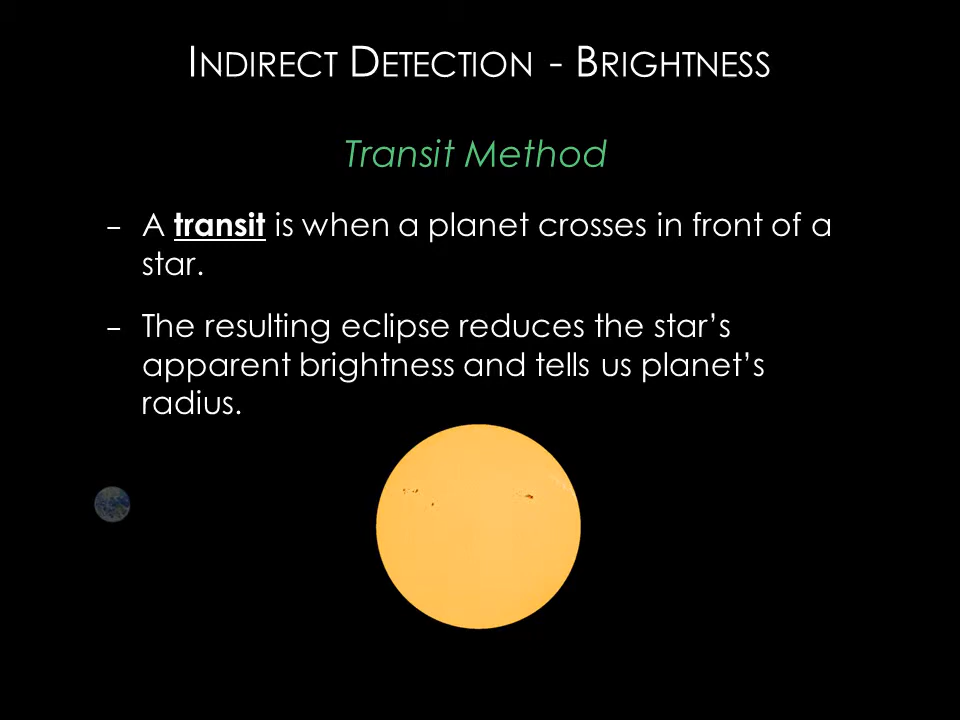 Indirect Detection - Brightness
Transit Method
– A transit is when a planet crosses in front of a
star.
– The resulting eclipse reduces the star’s
apparent brightness and tells us planet’s
radius.